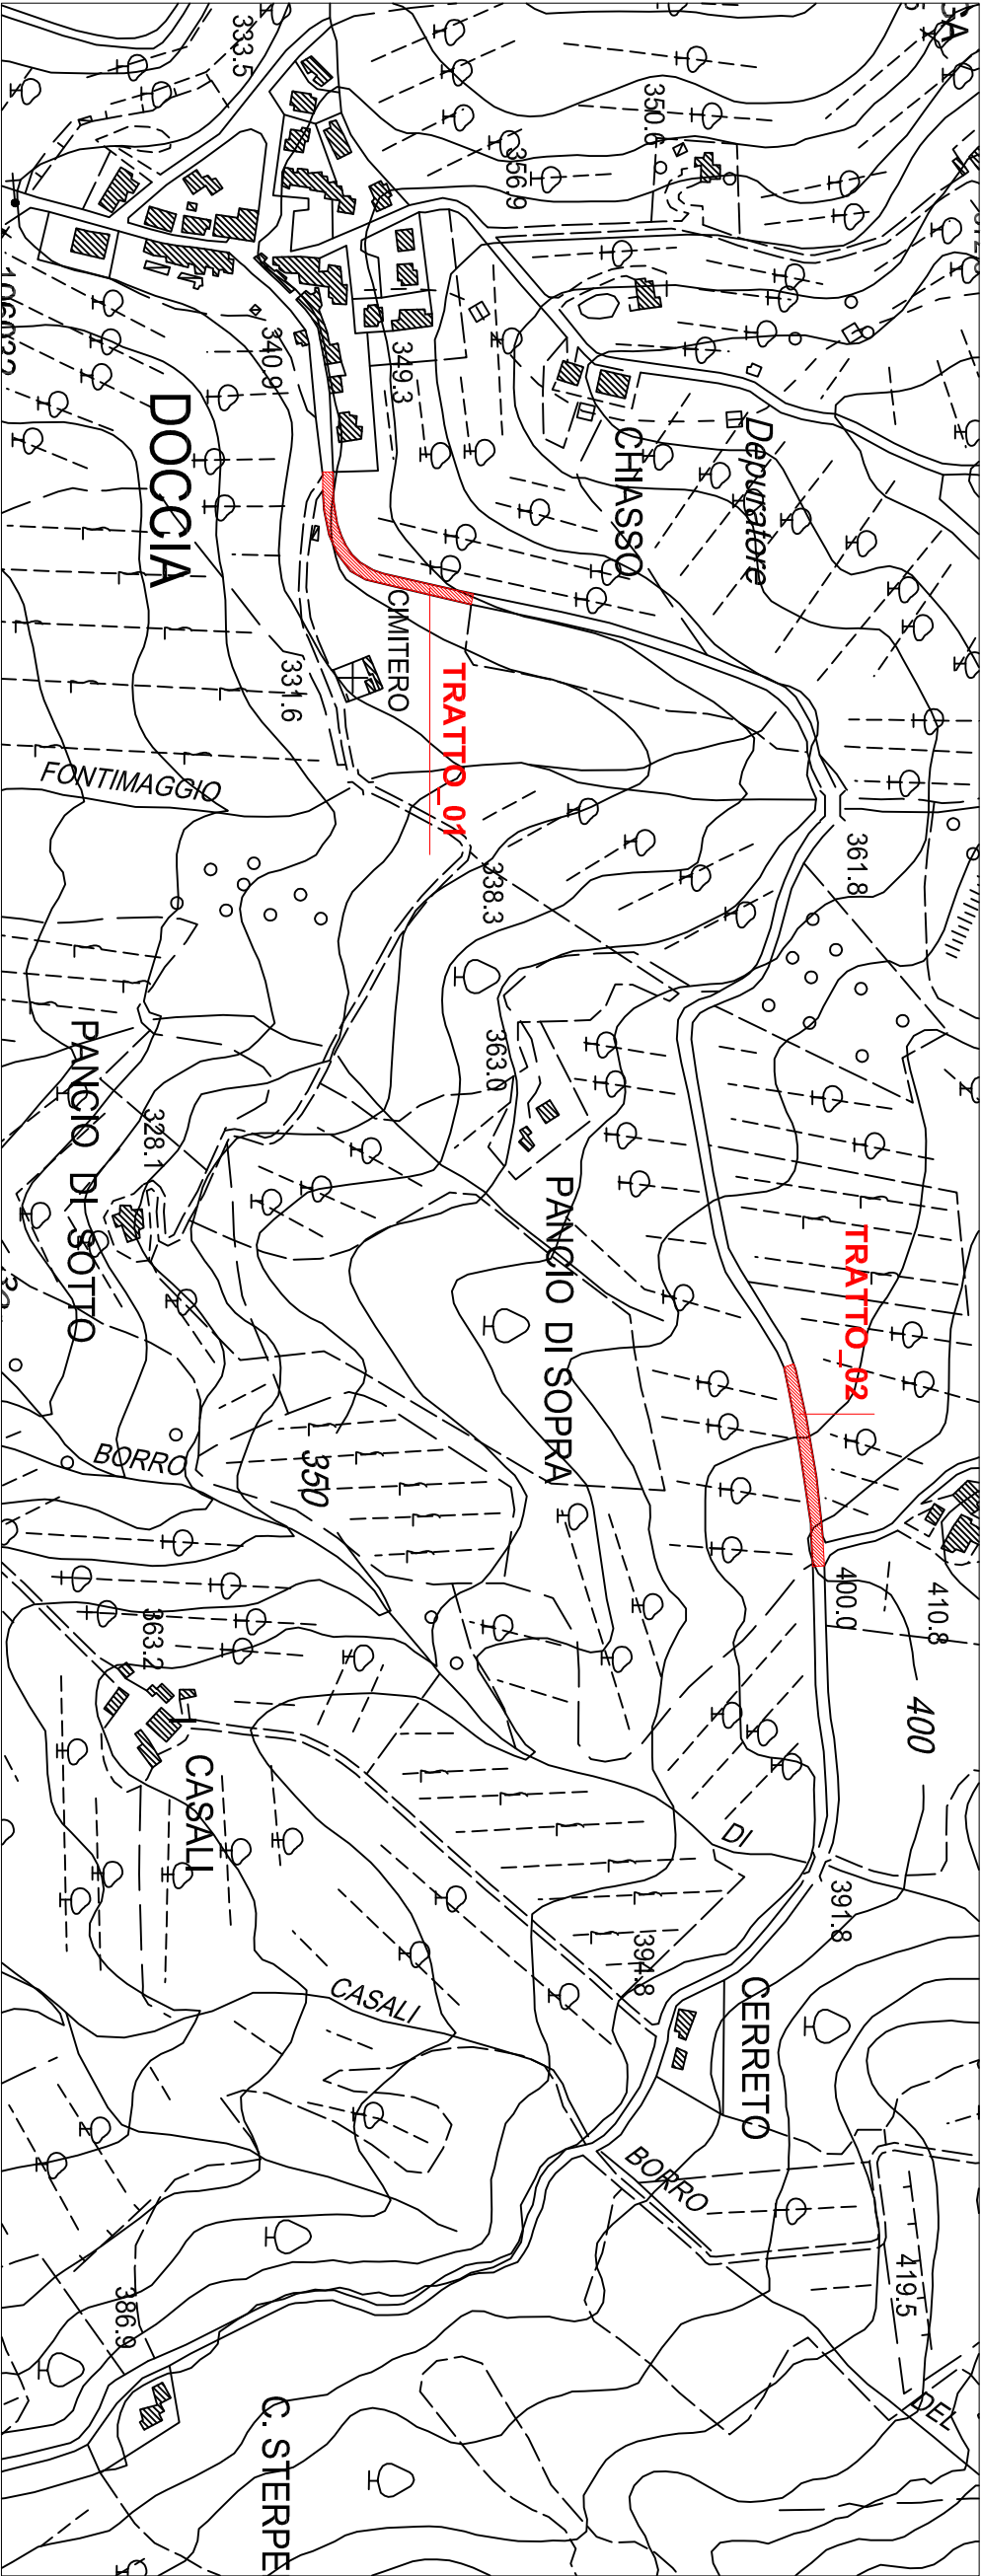 333.5
350.6
356.9
340.9
349.3
DOCCIA
CHIASSO
Depuratore
CIMITERO
TRATTO_01
331.6
FONTIMAGGIO
338.3
361.8
363.0
PANCIO DI SOTTO
328.1
PANCIO DI SOPRA
TRATTO_02
BORRO
350
400.0
410.8
363.2
400
CASALI
DI
391.8
394.8
CASALI
CERRETO
BORRO
419.5
386.9
DEL
C. STERPE